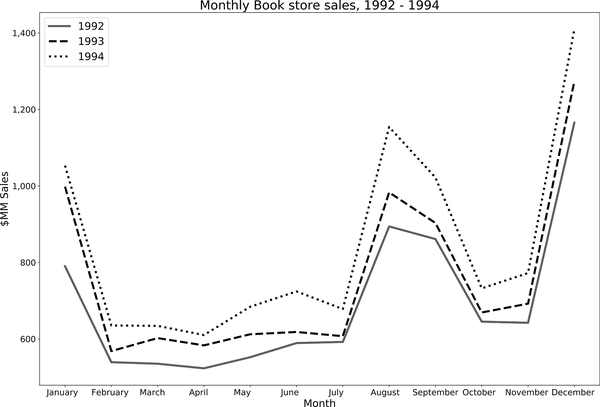 Monthly Book store sales, 1992 - 1994
1992
1993
1994
1,400
1,200
1,000
800
600
$MM Sales
January February March April May June July August September October November December
Month